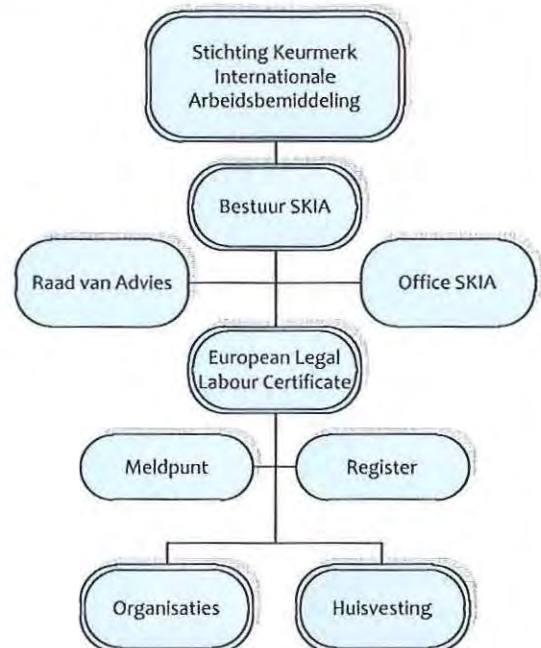 Stichting Keurmerk
Internationale
Arbeidsbemiddeling
Bestuur SKIA
Raad van Advies
Office SKIA
European Legal
Labour Certificate
Meldpunt
Register
Organisaties
Huisvesting